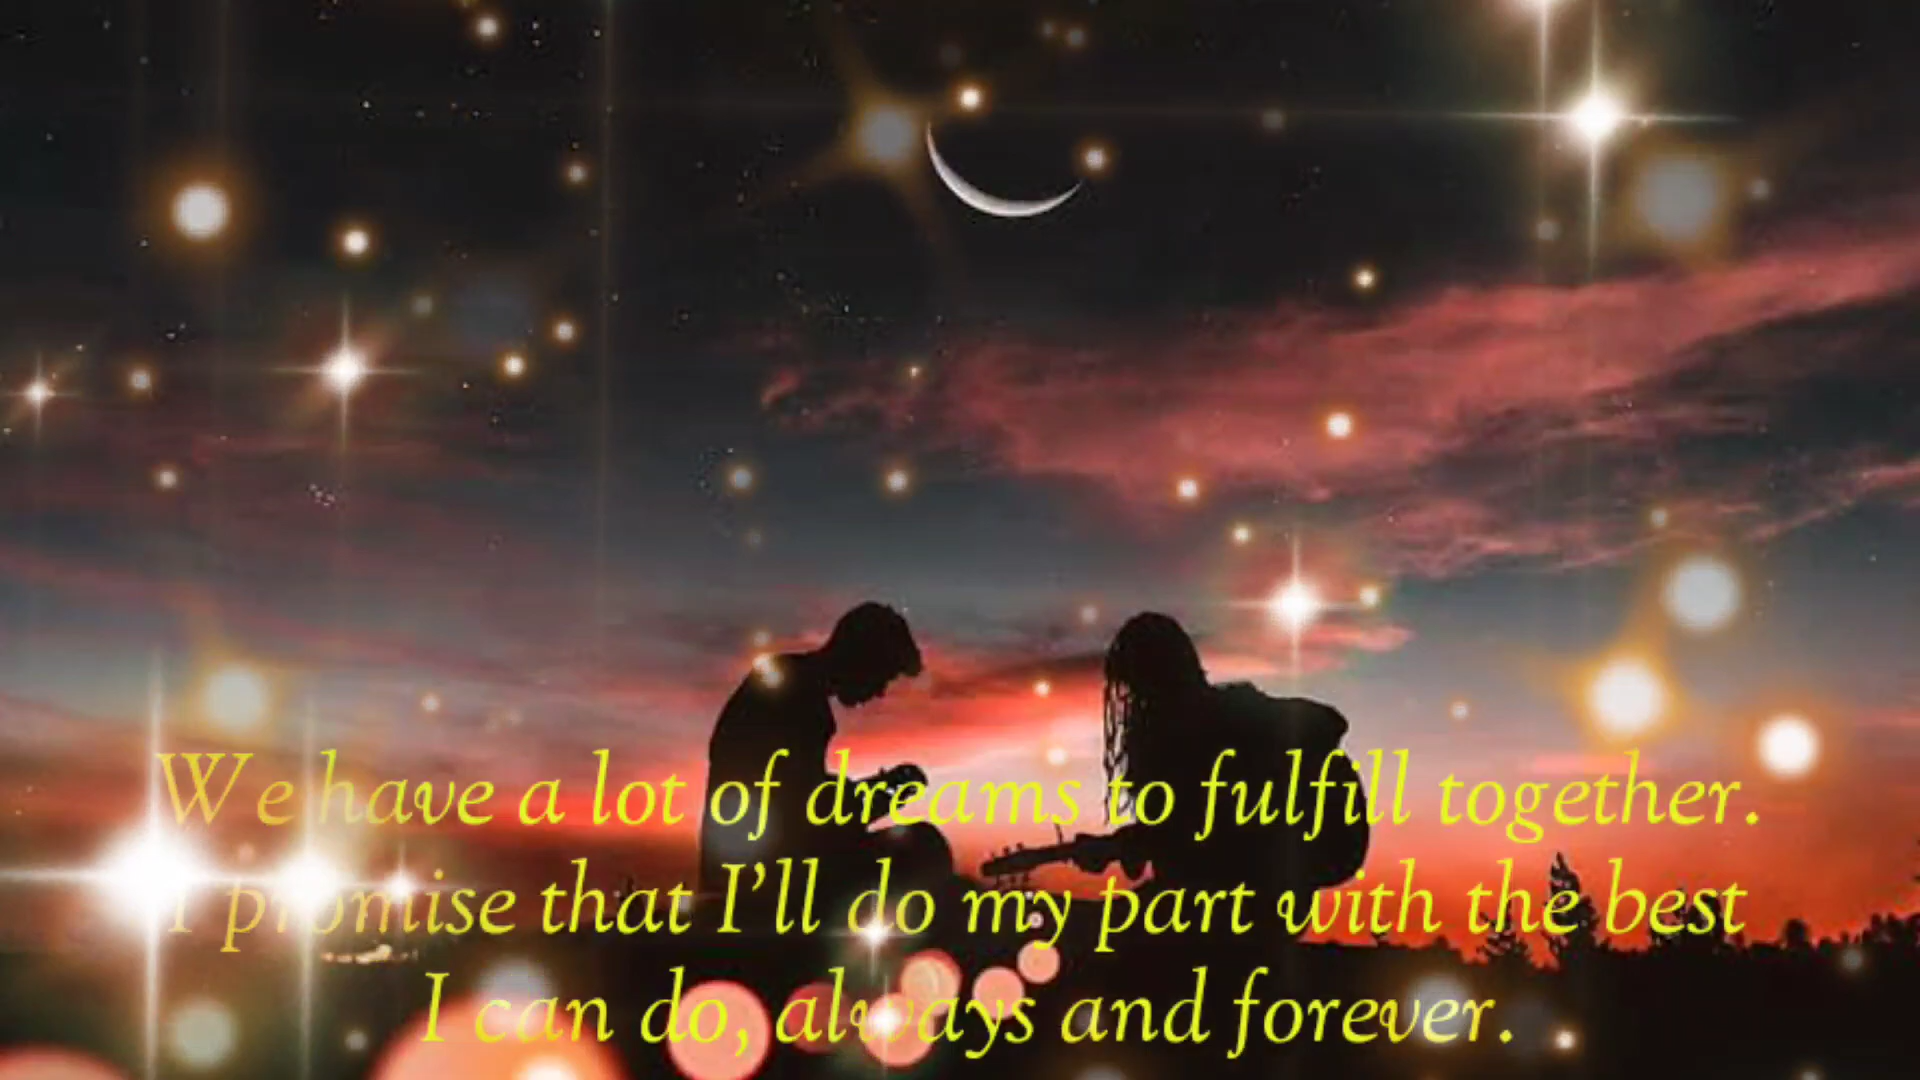 We have a lot of dreams to fulfill together.
I promise that I’ll do my part with the best
I can do, always and forever.